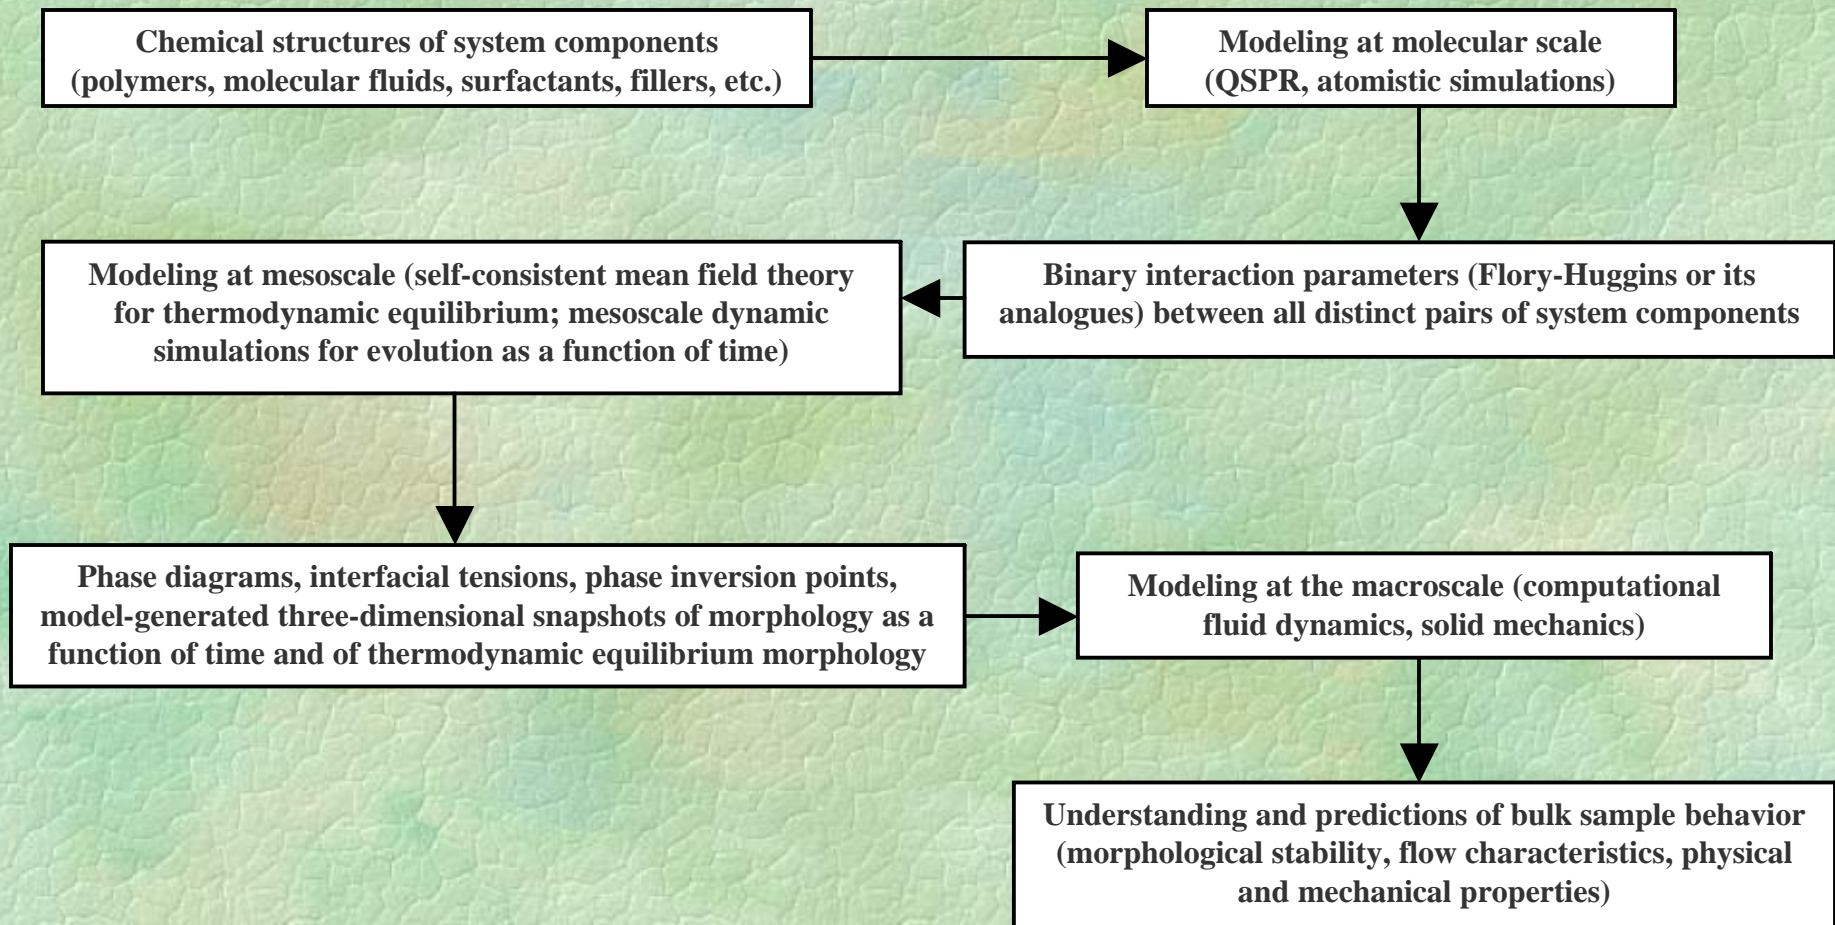 Chemical structures of system components
(polymers, molecular fluids, surfactants, fillers, etc.)
Modeling at molecular scale
(QSPR, atomistic simulations)
Binary interaction parameters (Flory-Huggins or its
analogues) between all distinct pairs of system components
Modeling at mesoscale (self-consistent mean field theory
for thermodynamic equilibrium; mesoscale dynamic
simulations for evolution as a function of time)
Phase diagrams, interfacial tensions, phase inversion points,
model-generated three-dimensional snapshots of morphology as a
function of time and of thermodynamic equilibrium morphology
Modeling at the macroscale (computational
fluid dynamics, solid mechanics)
Understanding and predictions of bulk sample behavior
(morphological stability, flow characteristics, physical
and mechanical properties)